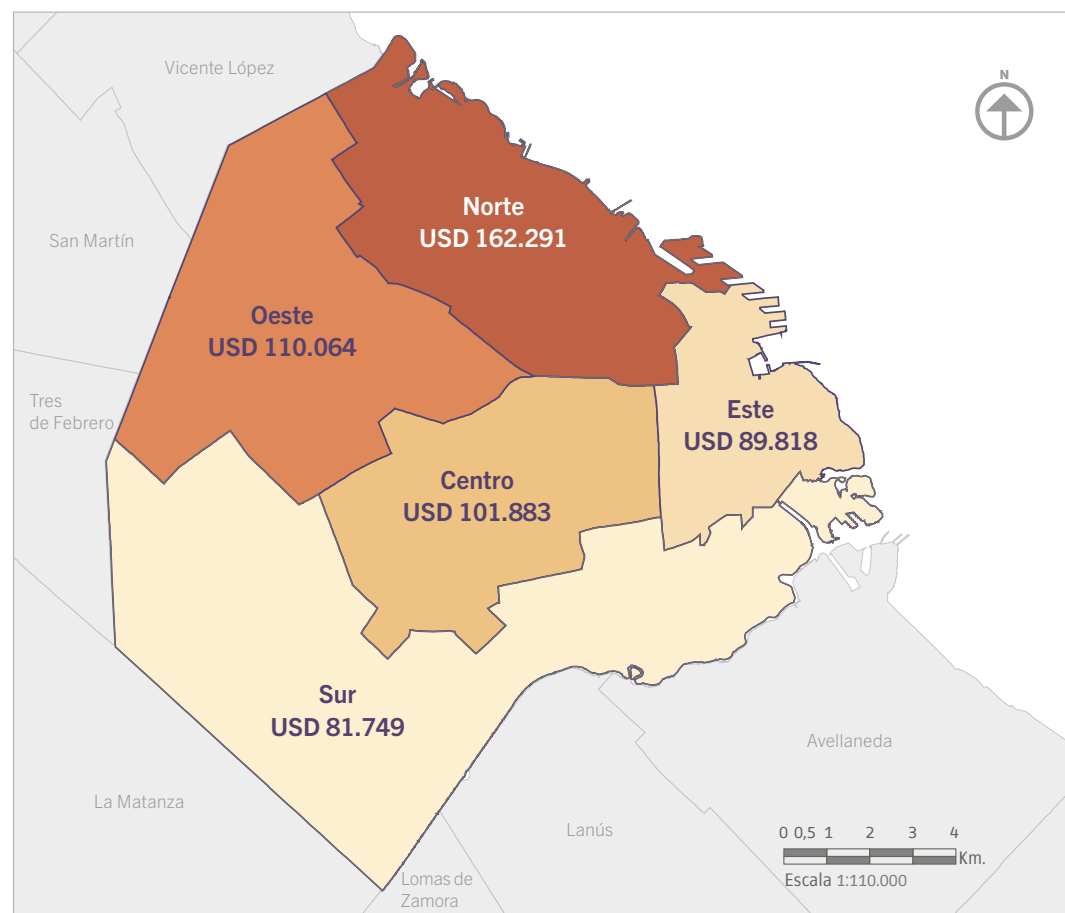 Vicente López
N
Norte
USD 162.291
San Martín
Oeste
USD 110.064
Tres
de Febrero
Este
USD 89.818
Centro
USD 101.883
Sur
USD 81.749
Avellaneda
La Matanza
Lanús
0 0,5 1 2 3 4
Km.
Escala 1:110.000
Lomas de
Zamora